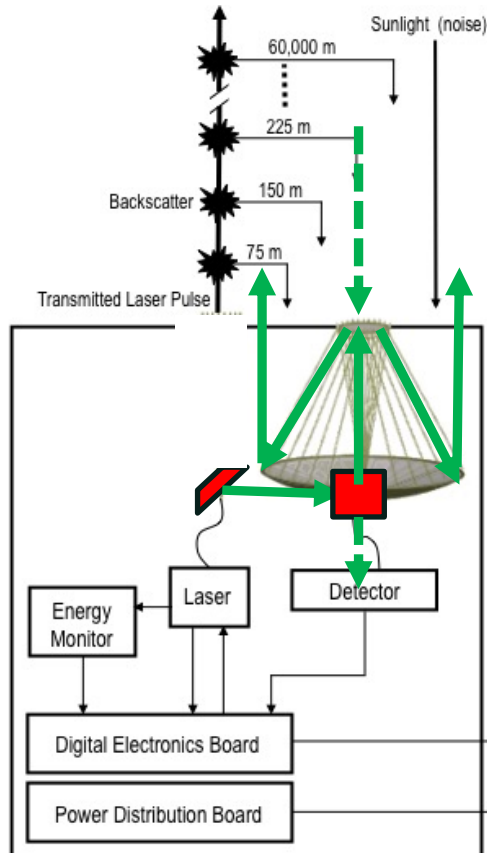 60,000 m
Sunlight (noise)
225 m
Backscatter
150 m
75 m
Transmitted Laser Pulse
Laser
Detector
Energy
Monitor
Digital Electronics Board
Power Distribution Board